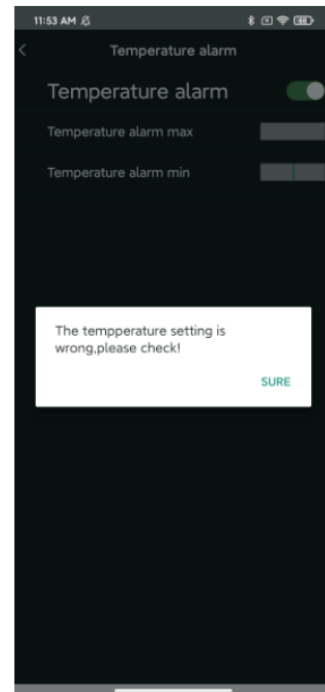 11:53 AM
48
Temperature alarm
Temperature alarm
Temperature alarm max
Temperature alarm min
The tempperature setting is
wrong,please check!
SURE